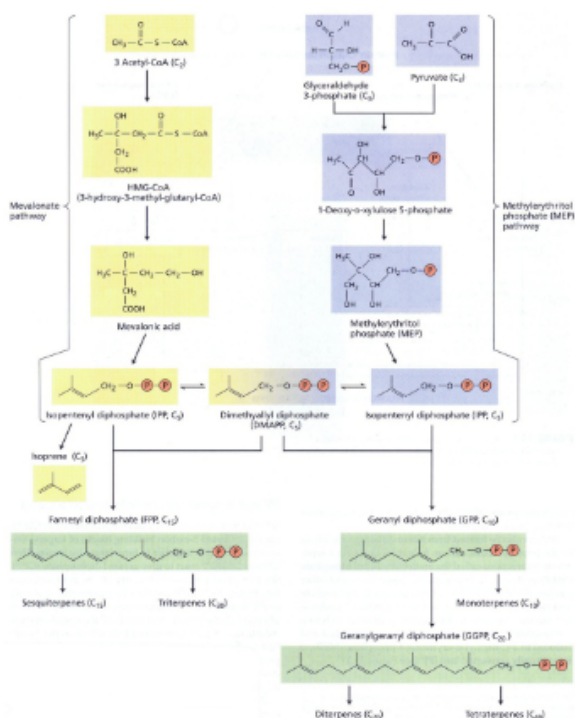 CH₃ — C — S — CoA
O
3 Acetyl-CoA (C₂)
Glyceraldehyde
3-phosphate (C₃)
Pyruvate (C₃)
HMG-CoA
(3-hydroxy-3-methyl-glutaryl-CoA)
1-Deoxy-D-xylulose 5-phosphate
Mevalonate
pathway
Methylerythritol
phosphate (MEP)
pathway
Mevalonic acid
Methylerythritol
phosphate (MEP)
Isopentenyl diphosphate (IPP, C₅)
Dimethyallyl diphosphate
(DMAPP, C₅)
Isopentenyl diphosphate (IPP, C₅)
Isoprene (C₅)
Farnesyl diphosphate (FPP, C₁₅)
Geranyl diphosphate (GPP, C₁₀)
Sesquiterpenes (C₁₅)
Triterpenes (C₃₀)
Monoterpenes (C₁₀)
Geranylgeranyl diphosphate (GGPP, C₂₀)
Diterpenes
Tetraterpenes